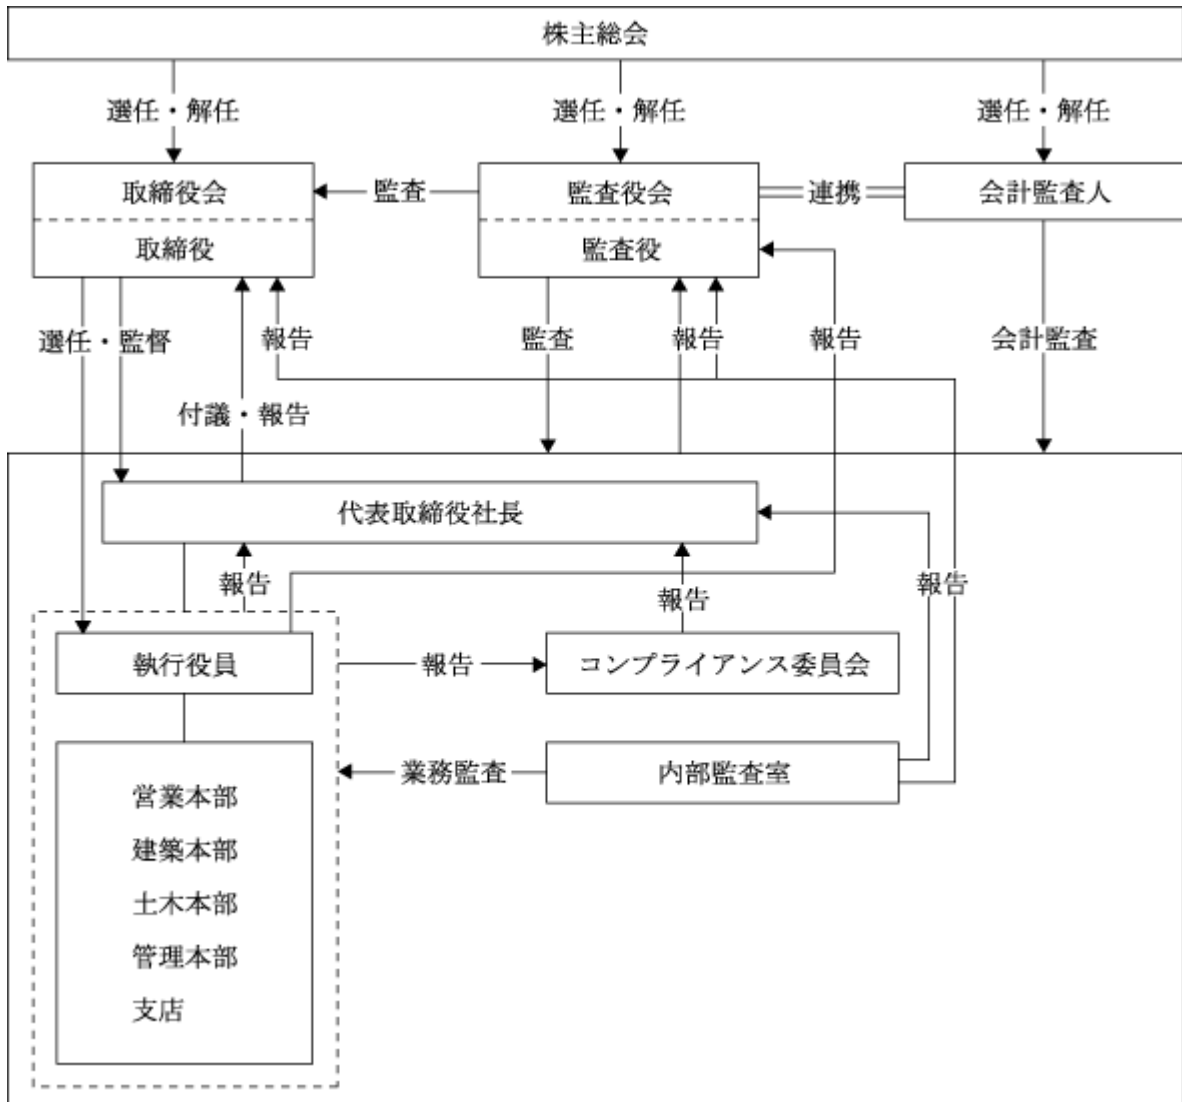 株主総会
選任・解任
選任・解任
選任・解任
取締役会
監査
監査役会
連携
会計監査人
取締役
監査役
選任・監督
報告
監査
報告
報告
会計監査
付議・報告
代表取締役社長
報告
報告
報告
執行役員
報告
コンプライアンス委員会
業務監査
内部監査室
営業本部
建築本部
土木本部
管理本部
支店